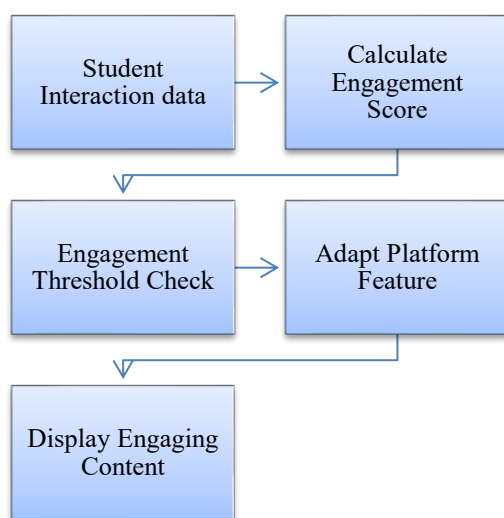 Student
Interaction data
Calculate
Engagement
Score
Engagement
Threshold Check
Adapt Platform
Feature
Display Engaging
Content